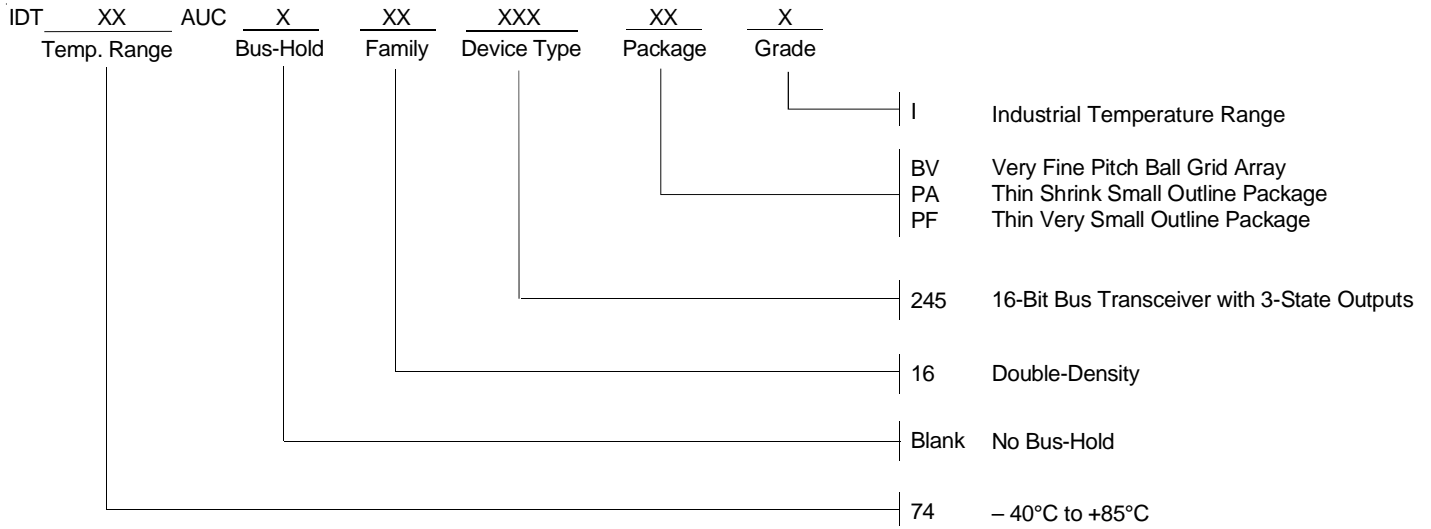 IDT XX AUC X XX XXX XX X
Temp. Range Bus-Hold Family Device Type Package Grade
I Industrial Temperature Range
BV Very Fine Pitch Ball Grid Array
PA Thin Shrink Small Outline Package
PF Thin Very Small Outline Package
245 16-Bit Bus Transceiver with 3-State Outputs
16 Double-Density
Blank No Bus-Hold
74 – 40°C to +85°C